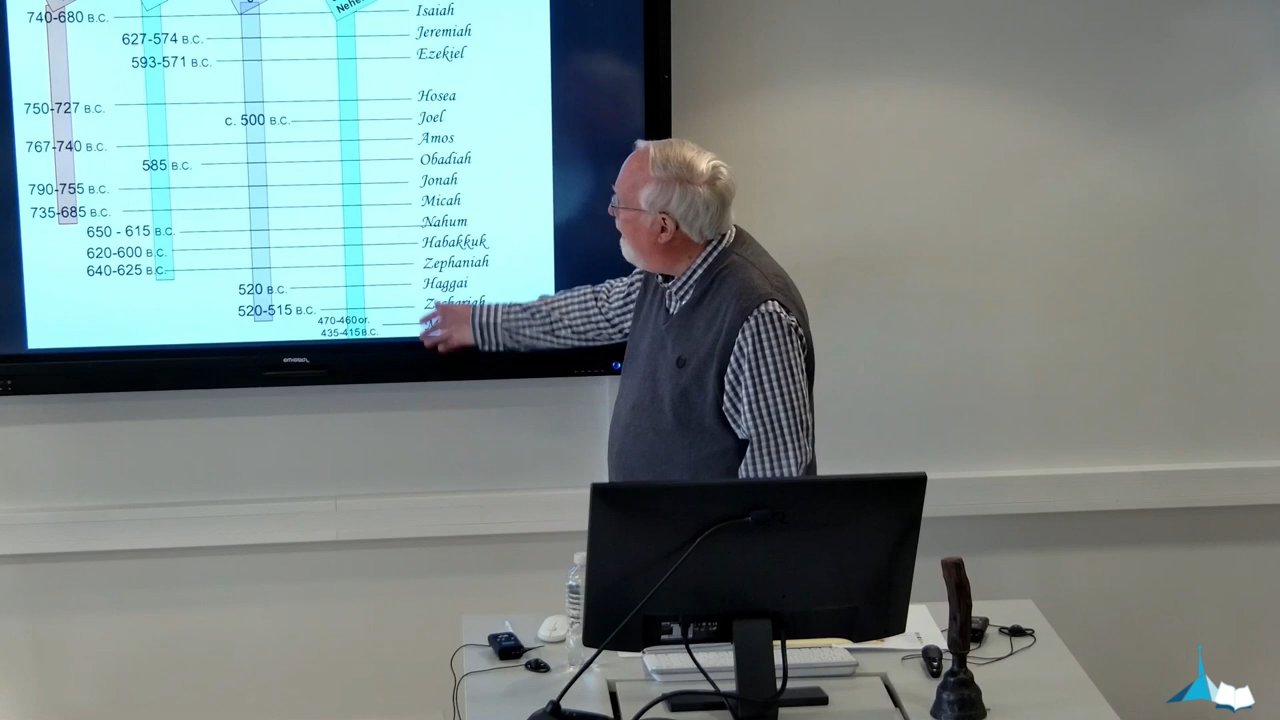 740-680 B.C. Isaiah
627-574 B.C. Jeremiah
593-571 B.C. Ezekiel
750-727 B.C. Hosea
c. 500 B.C. Joel
767-740 B.C. Amos
585 B.C. Obadiah
790-755 B.C. Jonah
735-685 B.C. Micah
650 - 615 B.C. Nahum
620-600 B.C. Habakkuk
640-625 B.C. Zephaniah
520 B.C. Haggai
520-515 B.C. Zechariah
470-460 or.
435-415 B.C.